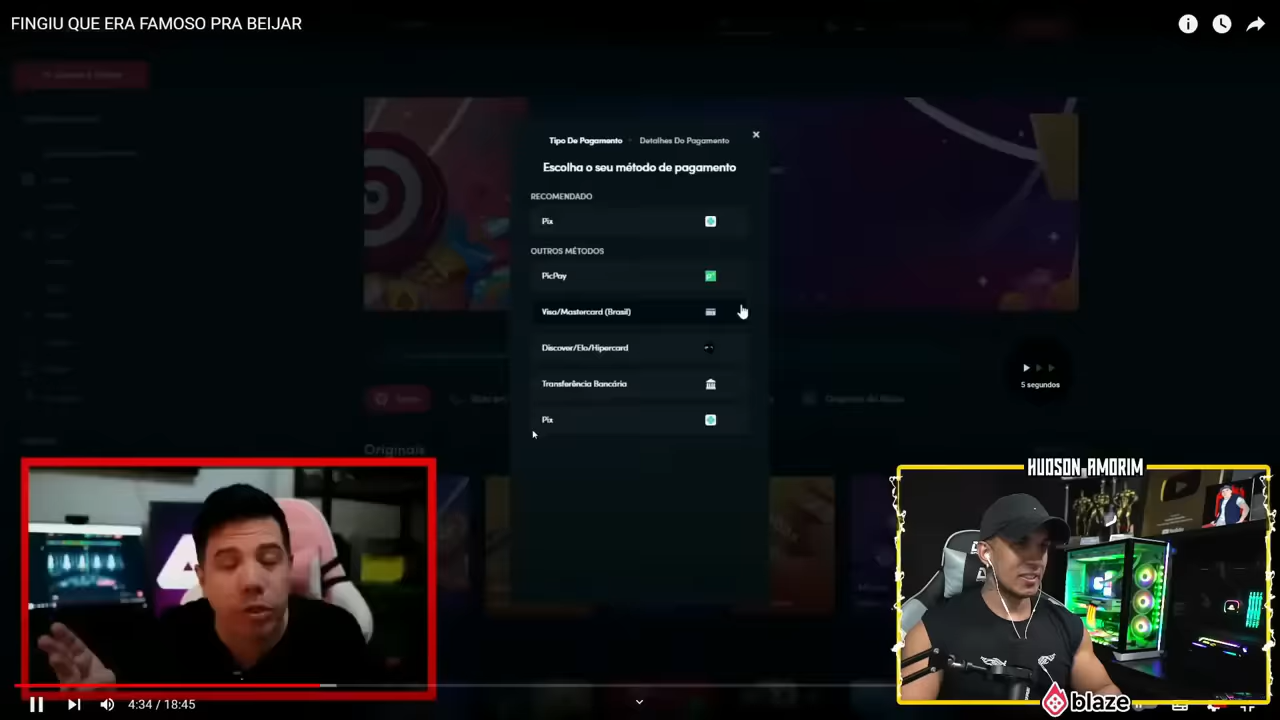 FINGIU QUE ERA FAMOSO PRA BEIJAR
Tipo De Pagamento
Detalhes Do Pagamento
Escolha o seu método de pagamento
RECOMENDADO
Pix
OUTROS MÉTODOS
PicPay
Visa/Mastercard (Brasil)
Discover/Elo/Hipercard
Transferência Bancária
Pix
5 segundos
Originais
HUDSON AMORIM
4:34 / 18:45
blaze